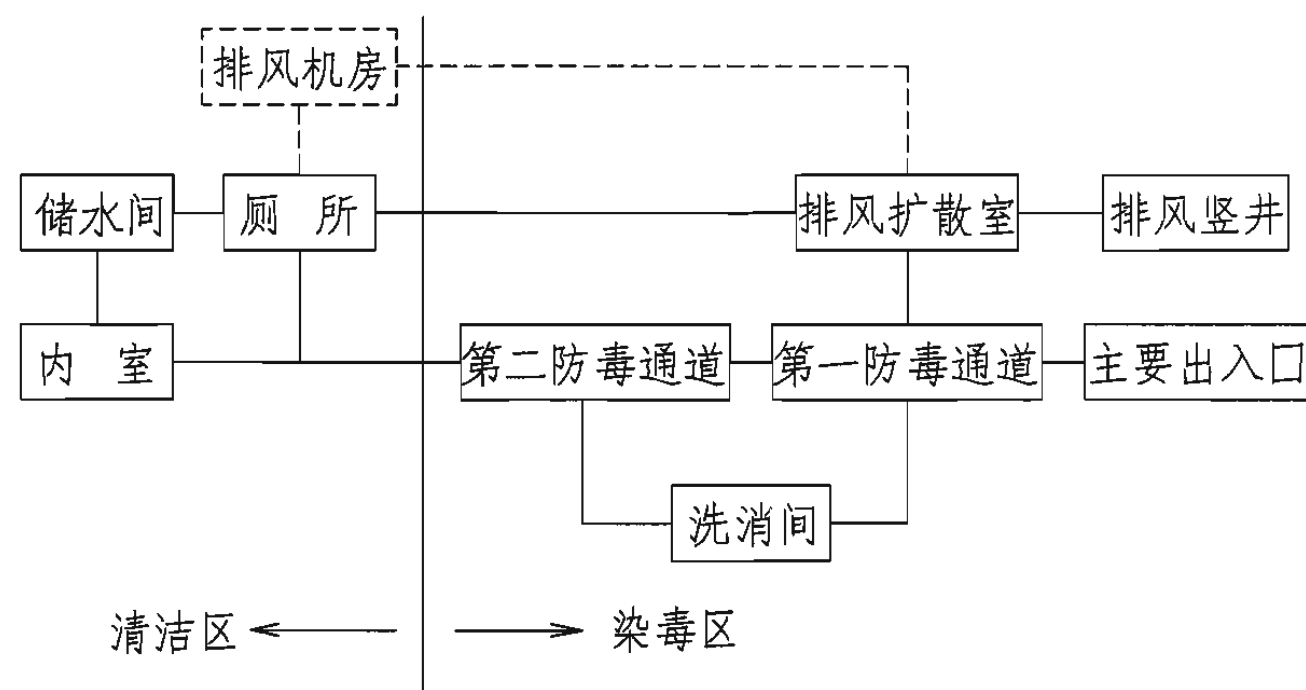 排风机房
储水间
厕 所
排风扩散室
排风竖井
内 室
第二防毒通道
第一防毒通道
主要出入口
洗消间
清洁区
染毒区